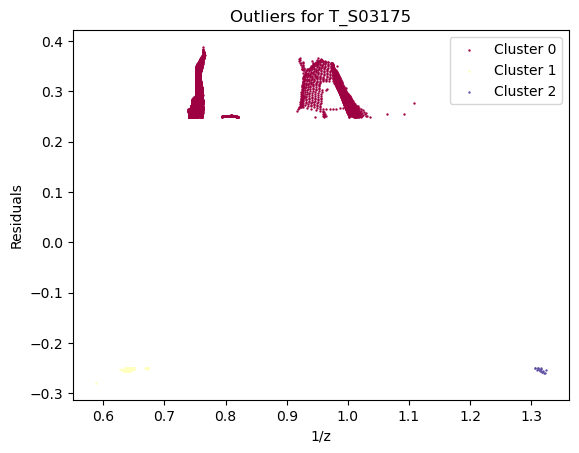 Outliers for T_S03175
Cluster 0
Cluster 1
Cluster 2
Residuals
0.4
0.3
0.2
0.1
0.0
−0.1
−0.2
−0.3
0.6 0.7 0.8 0.9 1.0 1.1 1.2 1.3
1/z